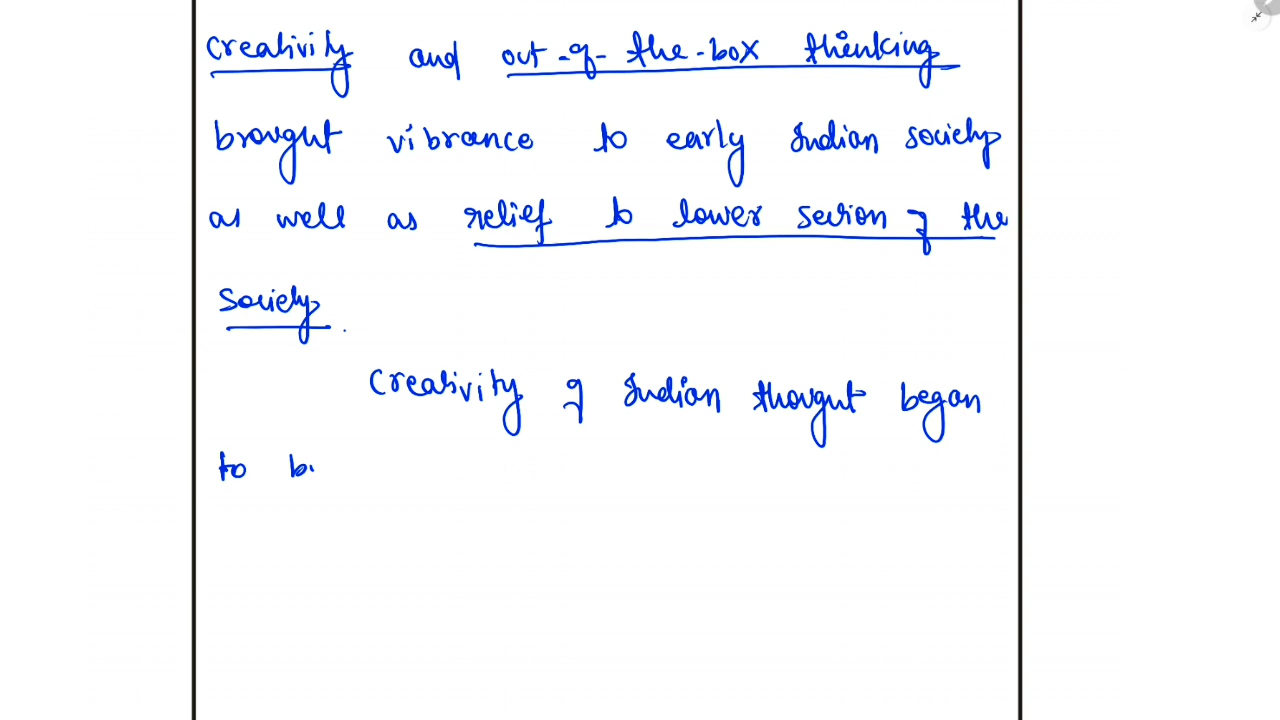 creativity and out-of-the-box thinking
brought vibrance to early Indian society
as well as relief to lower section of the
society.
Creativity of Indian thought began
to b